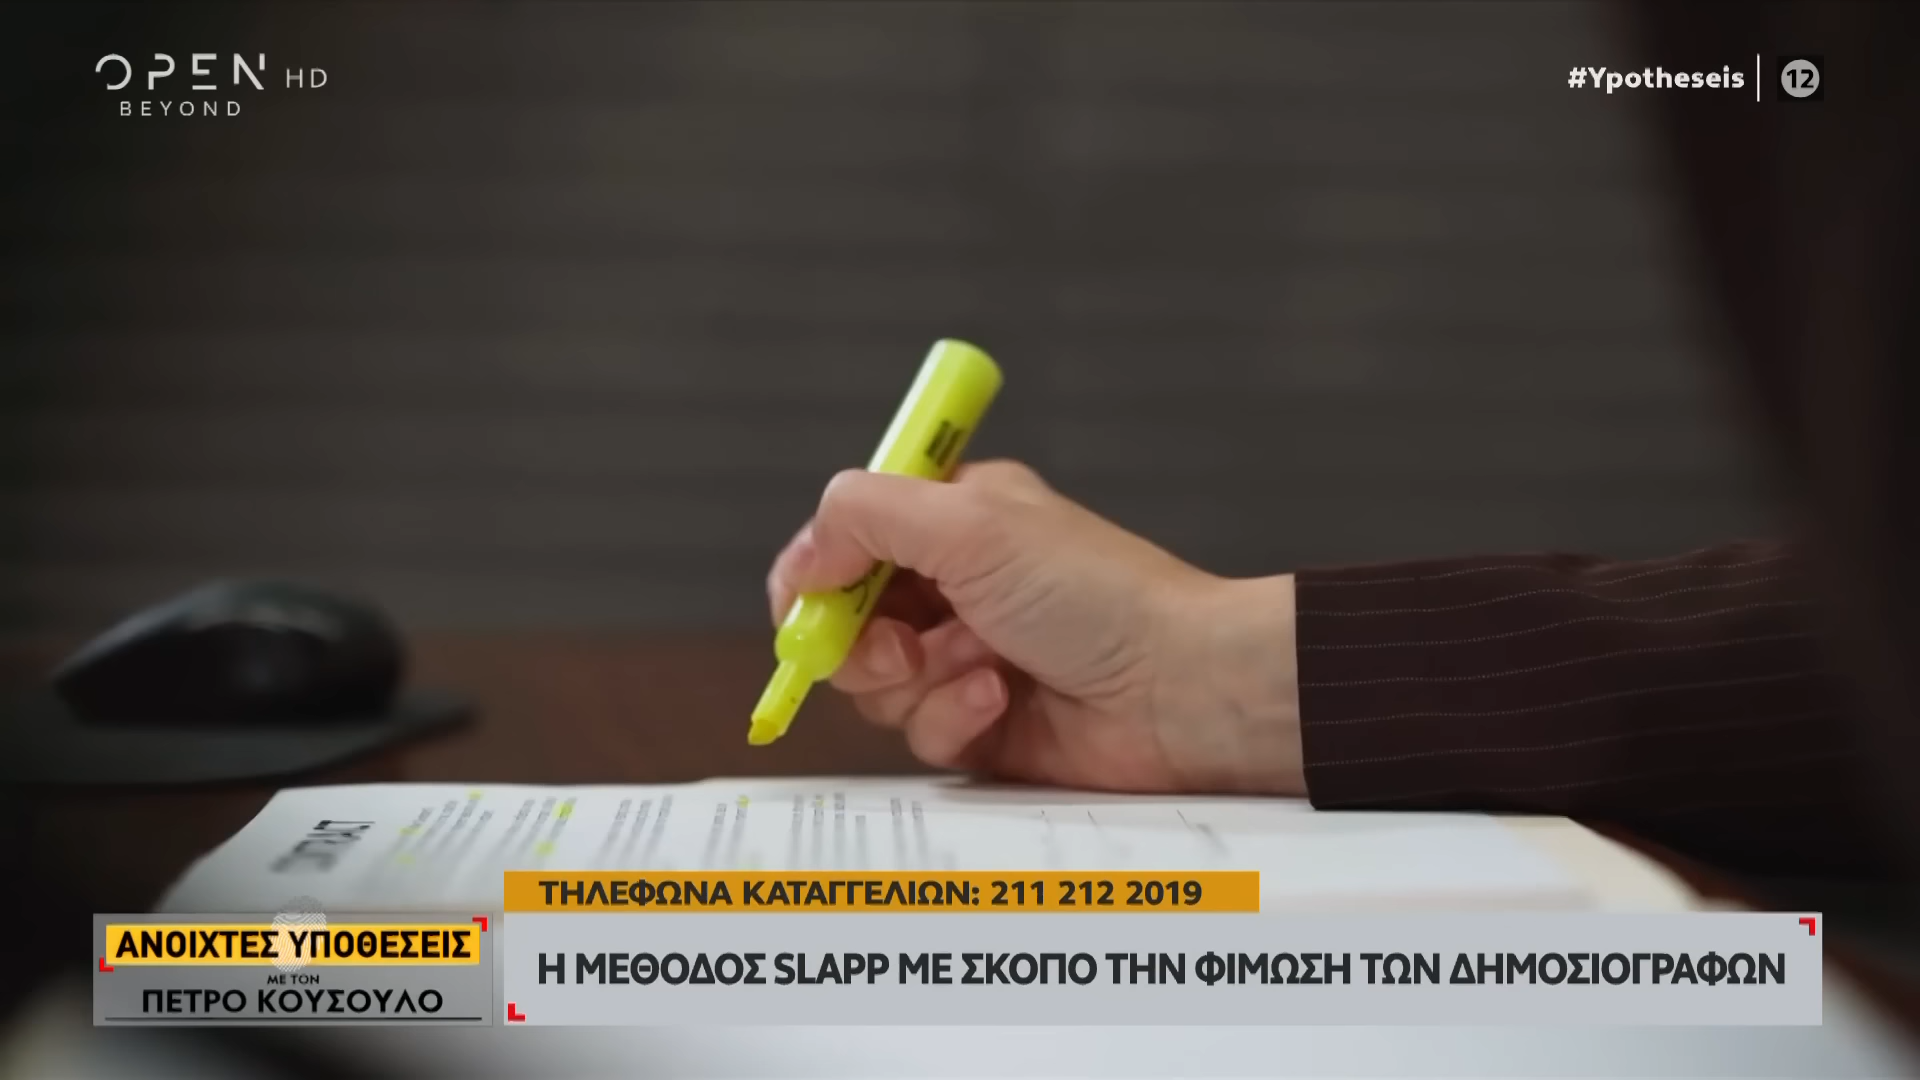 OPEN HD
BEYOND
#Ypotheseis
12
ΤΗΛΕΦΩΝΑ ΚΑΤΑΓΓΕΛΙΩΝ: 211 212 2019
ΑΝΟΙΧΤΕΣ ΥΠΟΘΕΣΕΙΣ
ΜΕ ΤΟΝ
ΠΕΤΡΟ ΚΟΥΣΟΥΛΟ
Η ΜΕΘΟΔΟΣ SLAPP ΜΕ ΣΚΟΠΟ ΤΗΝ ΦΙΜΩΣΗ ΤΩΝ ΔΗΜΟΣΙΟΓΡΑΦΩΝ